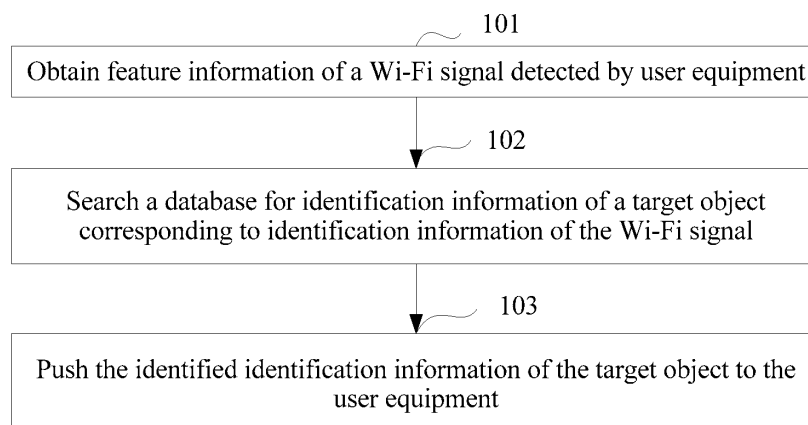 101
Obtain feature information of a Wi-Fi signal detected by user equipment
102
Search a database for identification information of a target object
corresponding to identification information of the Wi-Fi signal
103
Push the identified identification information of the target object to the
user equipment